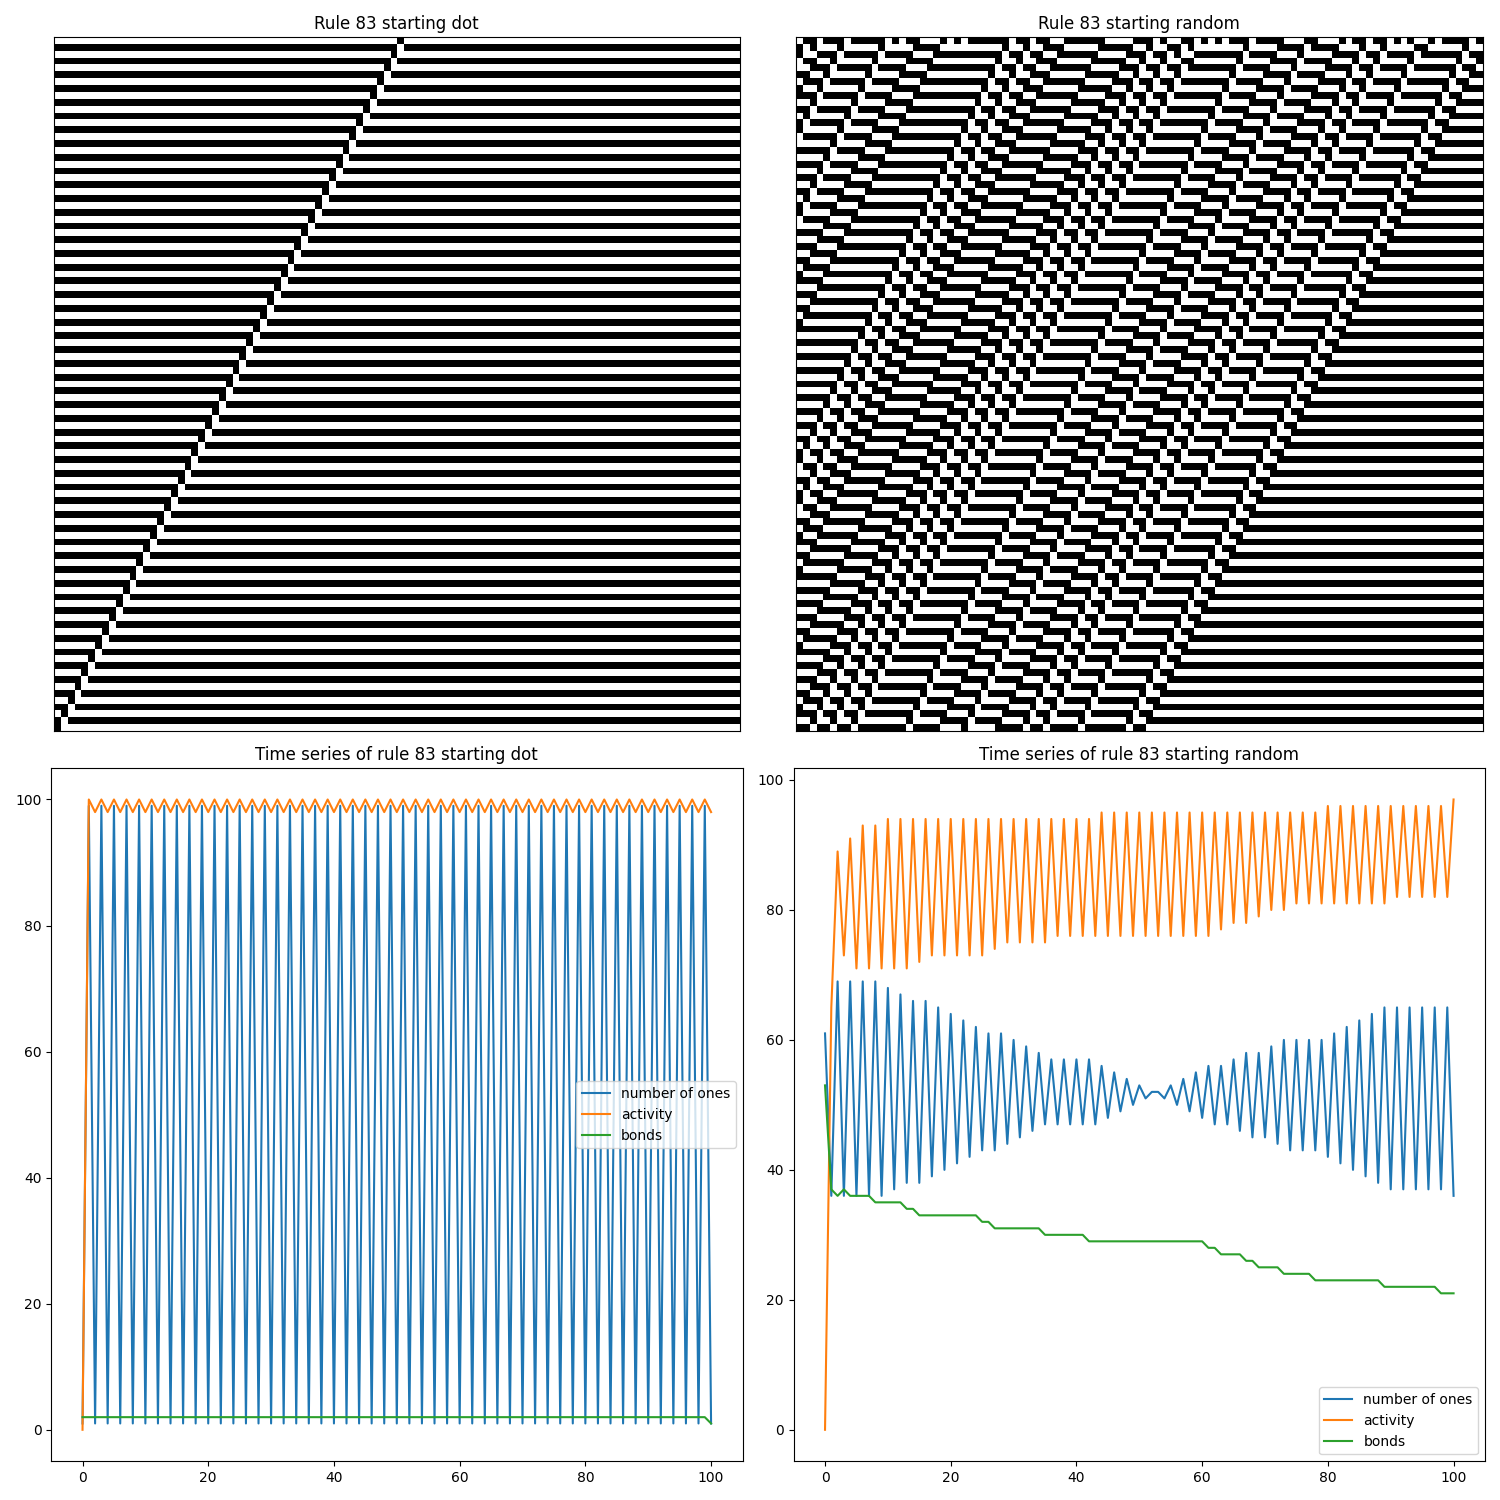 Rule 83 starting dot
Rule 83 starting random
Time series of rule 83 starting dot
100
80
60
40
20
0
0 20 40 60 80 100
number of ones
activity
bonds
Time series of rule 83 starting random
100
80
60
40
20
0
0 20 40 60 80 100
number of ones
activity
bonds